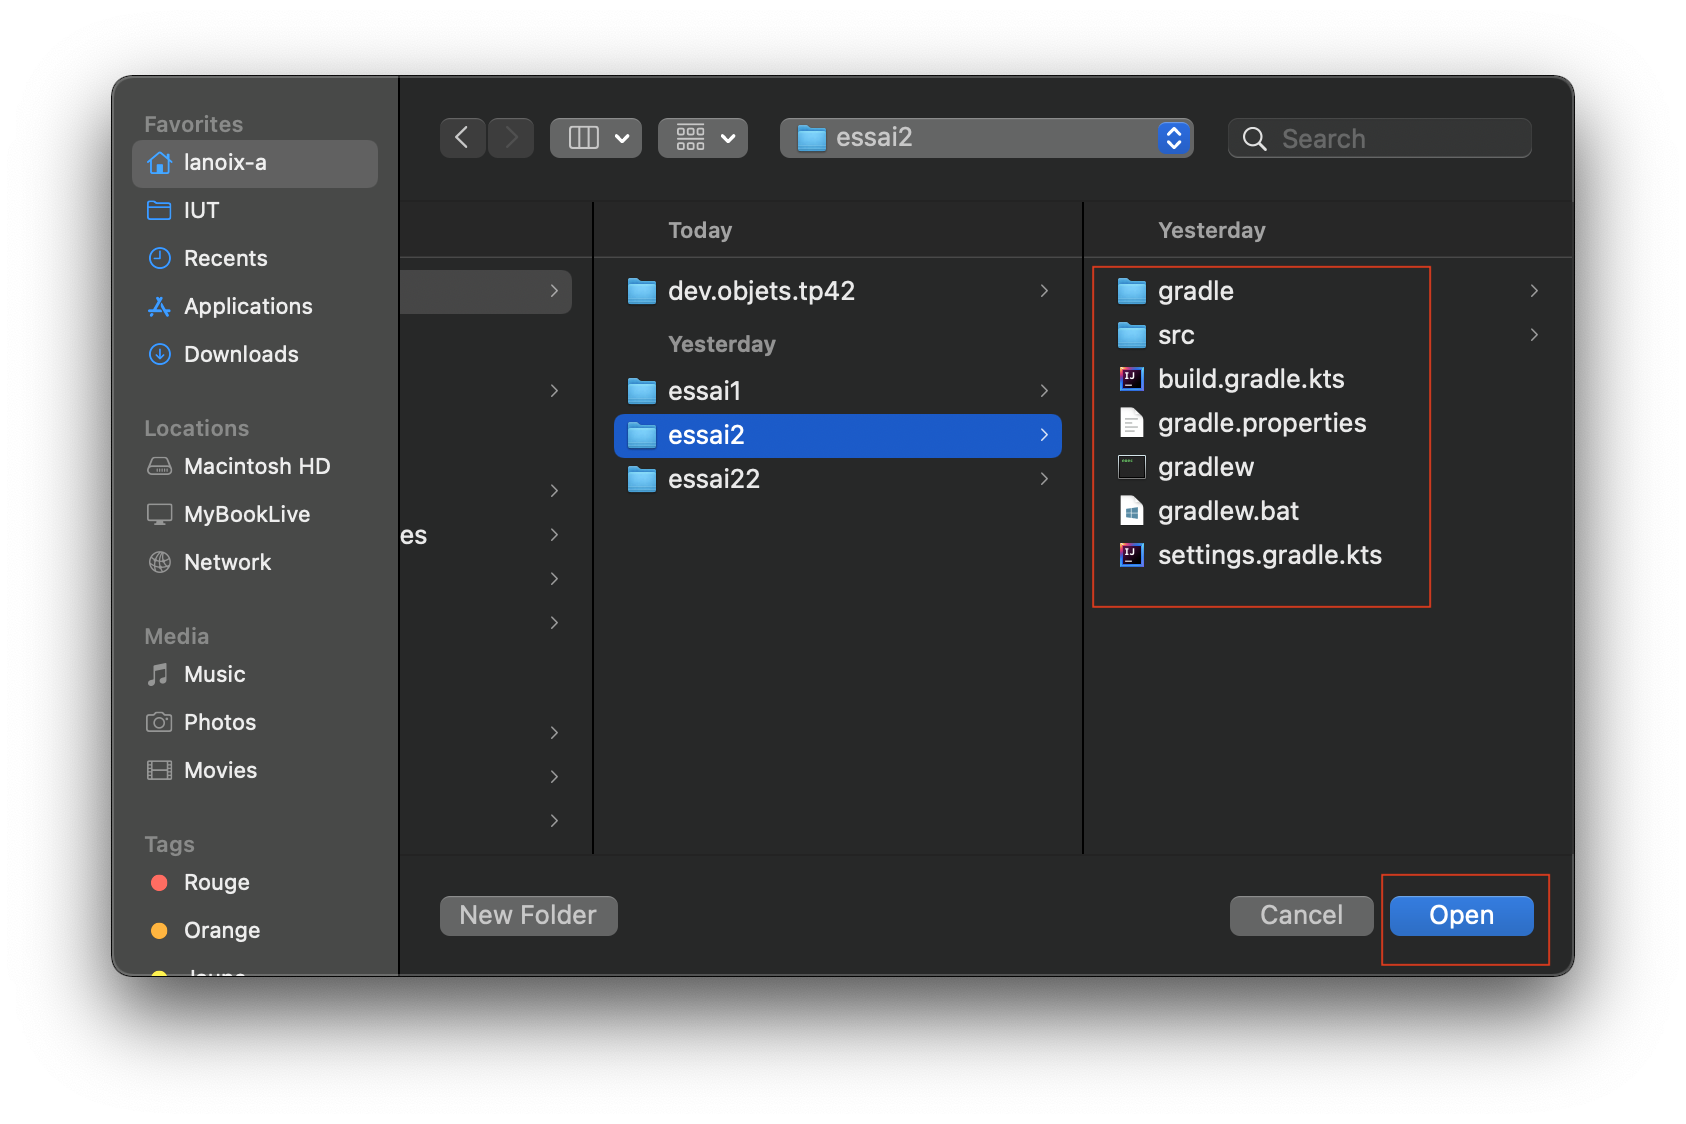 Favorites
lanoix-a
IUT
Recents
Applications
Downloads
Locations
Macintosh HD
MyBookLive
Network
Media
Music
Photos
Movies
Tags
Rouge
Orange
essai2
Search
es
Today
dev.objets.tp42
Yesterday
essai1
essai2
essai22
Yesterday
gradle
src
build.gradle.kts
gradle.properties
gradlew
gradlew.bat
settings.gradle.kts
New Folder
Cancel
Open